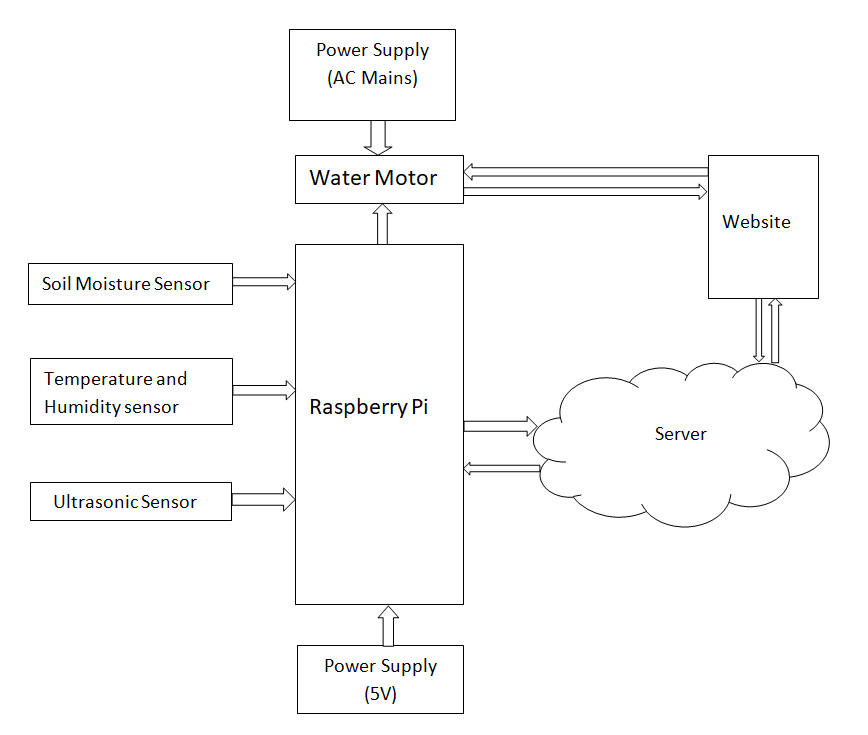 Power Supply
(AC Mains)
Water Motor
Website
Soil Moisture Sensor
Temperature and
Humidity sensor
Raspberry Pi
Server
Ultrasonic Sensor
Power Supply
(5V)